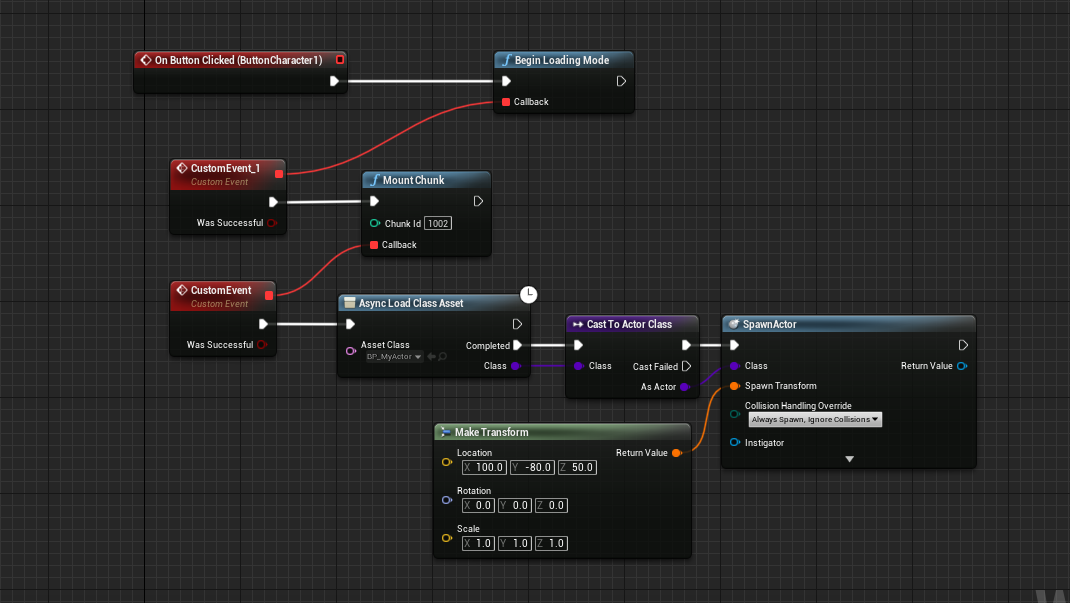 On Button Clicked (ButtonCharacter1)
Begin Loading Mode
Callback
CustomEvent_1
Custom Event
Was Successful
Mount Chunk
Chunk Id 1002
Callback
CustomEvent
Custom Event
Was Successful
Async Load Class Asset
Completed
Asset Class
BP_MyActor
Class
Cast To Actor Class
Class
Cast Failed
As Actor
SpawnActor
Class
Return Value
Spawn Transform
Collision Handling Override
Always Spawn, Ignore Collisions
Instigator
Make Transform
Location
Return Value
X 100.0 Y -80.0 Z 50.0
Rotation
X 0.0 Y 0.0 Z 0.0
Scale
X 1.0 Y 1.0 Z 1.0